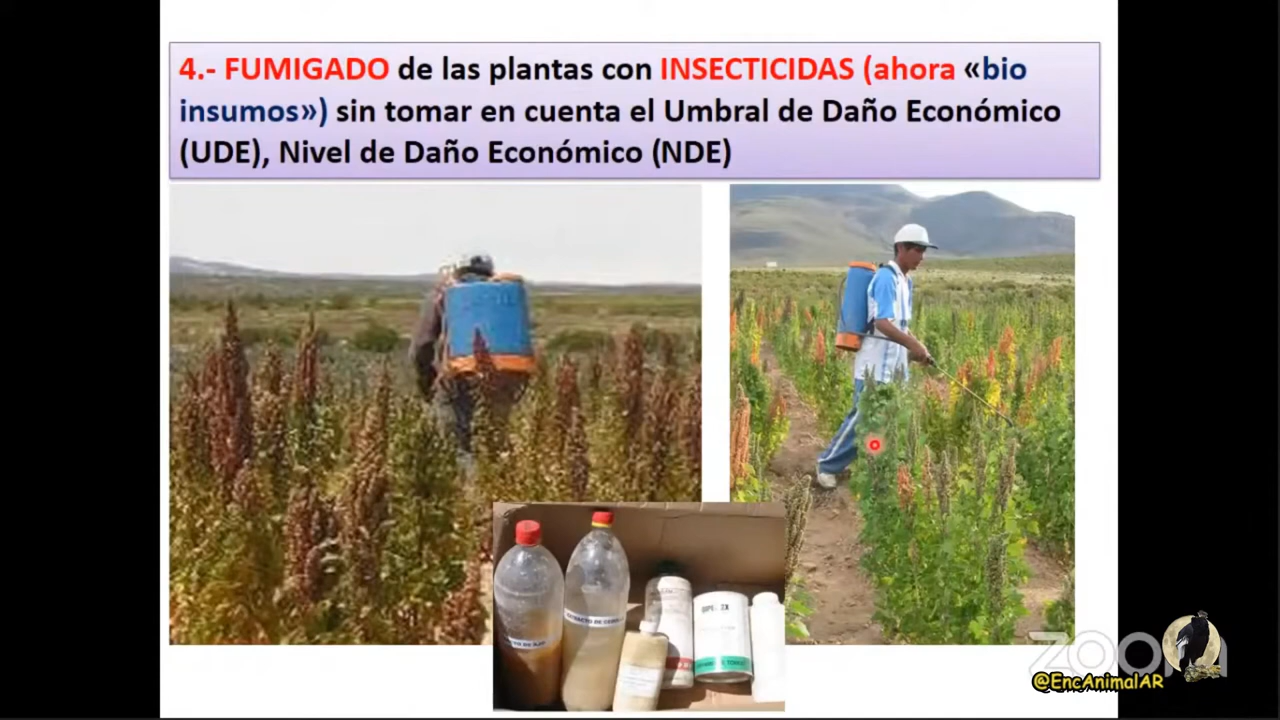 4.- FUMIGADO de las plantas con INSECTICIDAS (ahora «bio
insumos») sin tomar en cuenta el Umbral de Daño Económico
(UDE), Nivel de Daño Económico (NDE)
zoom
@EncAnimalAR